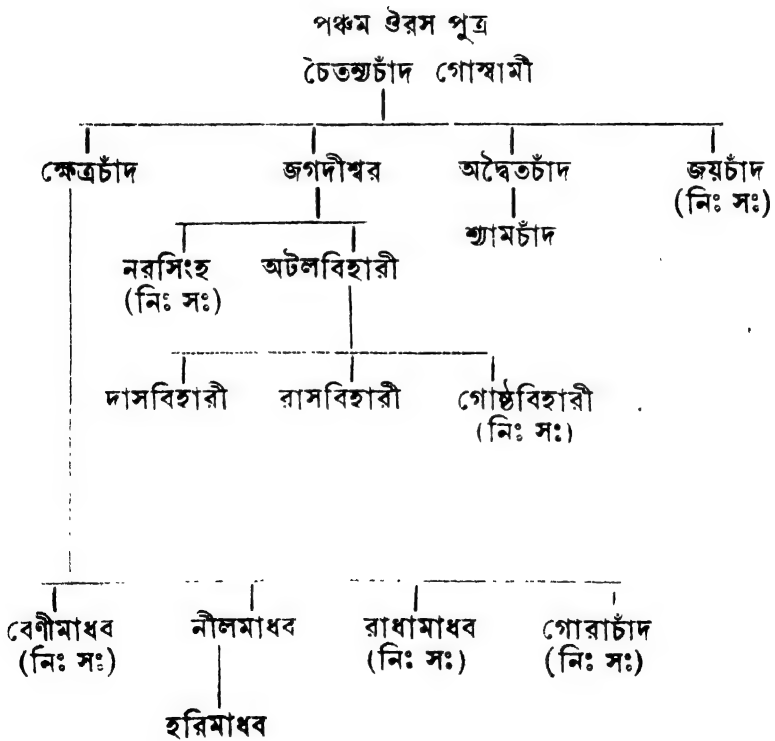 পঞ্চম ঔরস পুত্র
চৈতন্যচাঁদ গোস্বামী
ক্ষেত্রচাঁদ জগদীশ্বর অদ্বৈতচাঁদ জয়চাঁদ
(নিঃ সঃ)
শ্যামচাঁদ
নরসিংহ অটলবিহারী
(নিঃ সঃ)
দাসবিহারী রাসবিহারী গোষ্ঠবিহারী
(নিঃ সঃ)
বেণীমাধব নীলমাধব রাধামাধব গোরাচাঁদ
(নিঃ সঃ) (নিঃ সঃ) (নিঃ সঃ)
হরিমাধব